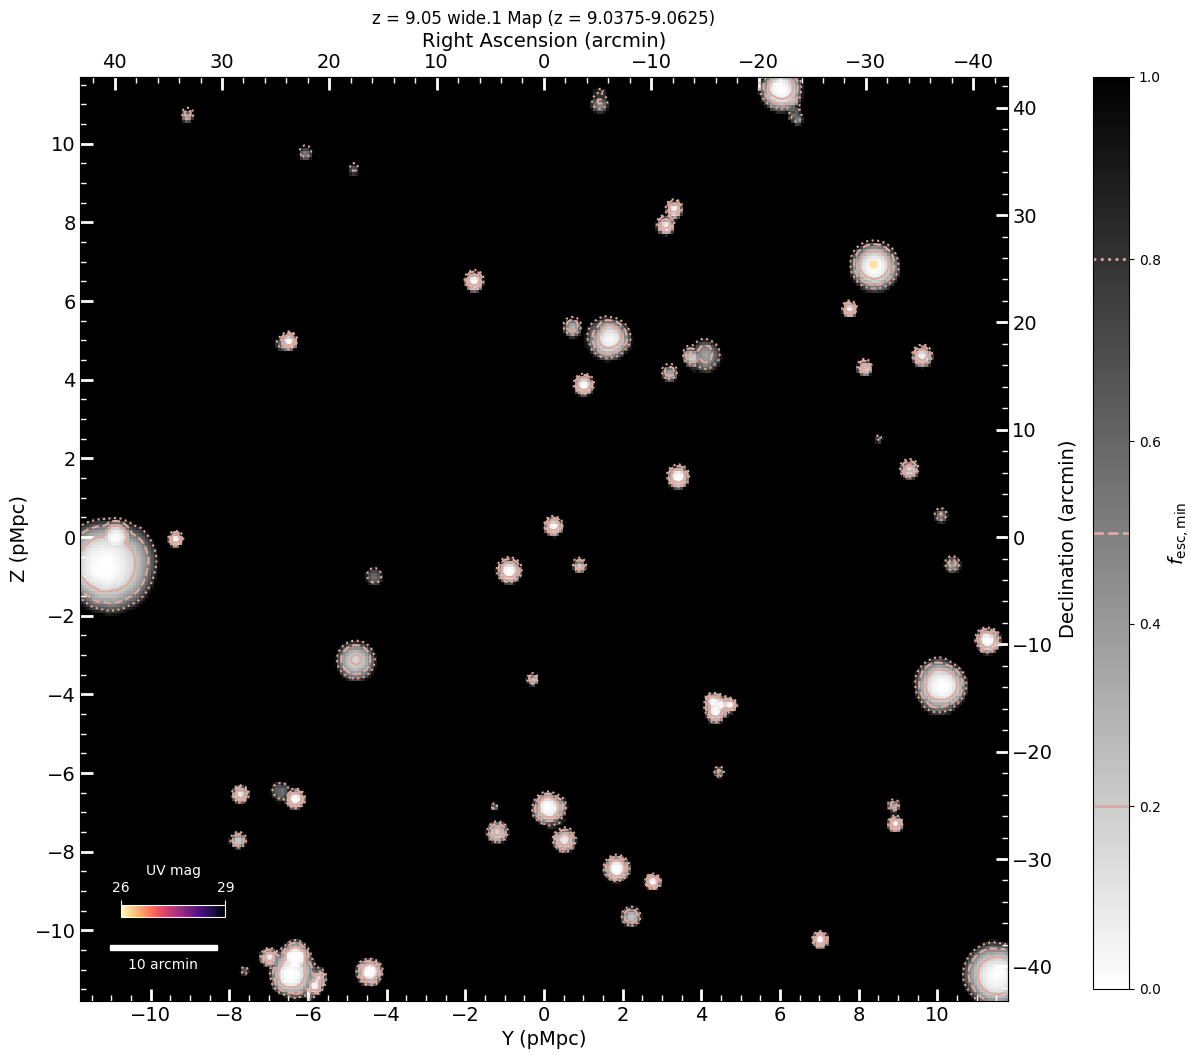 z = 9.05 wide.1 Map (z = 9.0375-9.0625)
Right Ascension (arcmin)
40 30 20 10 0 −10 −20 −30 −40
10
8
6
4
2
0
−2
−4
−6
−8
−10
Z (pMpc)
40
30
20
10
0
−10
−20
−30
−40
Declination (arcmin)
UV mag
26 29
10 arcmin
−10 −8 −6 −4 −2 0 2 4 6 8 10
Y (pMpc)
1.0
0.8
0.6
0.4
0.2
0.0
fesc, min